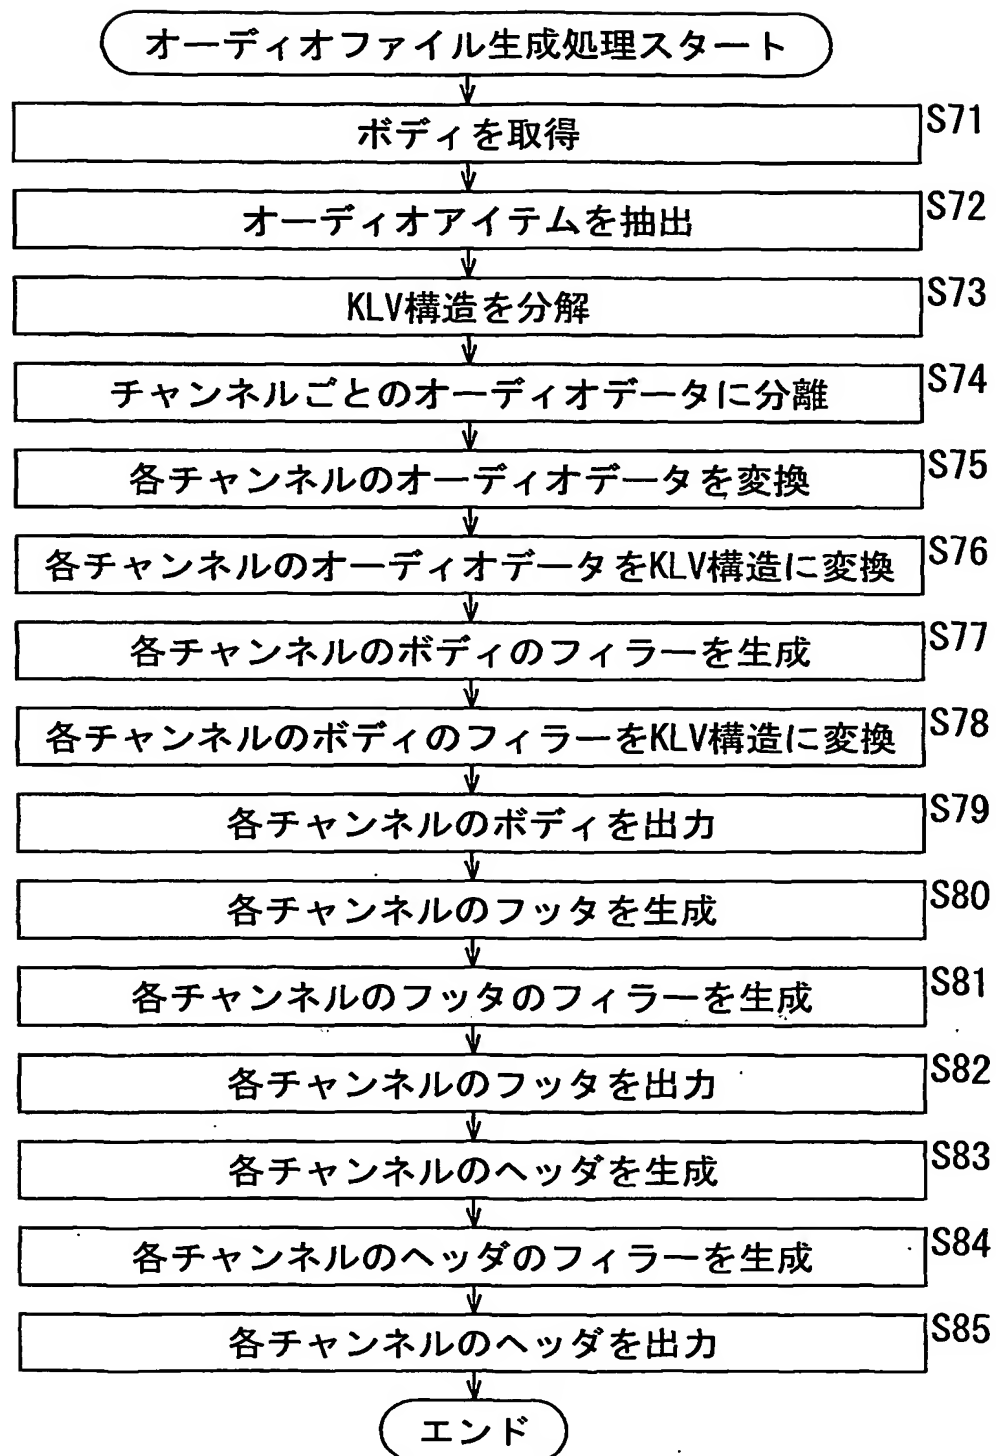 オーディオファイル生成処理スタート
ボディを取得 S71
オーディオアイテムを抽出 S72
KLV構造を分解 S73
チャンネルごとのオーディオデータに分離 S74
各チャンネルのオーディオデータを変換 S75
各チャンネルのオーディオデータをKLV構造に変換 S76
各チャンネルのボディのフィラーを生成 S77
各チャンネルのボディのフィラーをKLV構造に変換 S78
各チャンネルのボディを出力 S79
各チャンネルのフッタを生成 S80
各チャンネルのフッタのフィラーを生成 S81
各チャンネルのフッタを出力 S82
各チャンネルのヘッダを生成 S83
各チャンネルのヘッダのフィラーを生成 S84
各チャンネルのヘッダを出力 S85
エンド